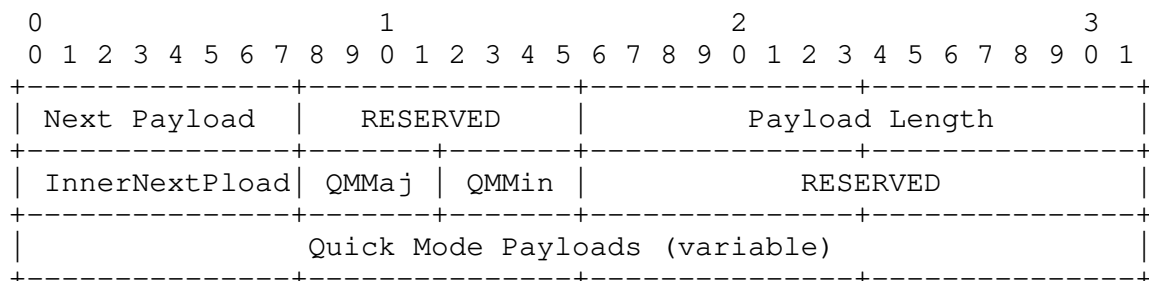 0                   1                   2                   3
0 1 2 3 4 5 6 7 8 9 0 1 2 3 4 5 6 7 8 9 0 1 2 3 4 5 6 7 8 9 0 1
+---------------+---------------+---------------+---------------+
| Next Payload  |   RESERVED    |         Payload Length        |
+---------------+-------+-------+---------------+---------------+
| InnerNextPload| QMMaj | QMMin |            RESERVED           |
+---------------+-------+-------+---------------+---------------+
|                Quick Mode Payloads (variable)                 |
+---------------+---------------+---------------+---------------+